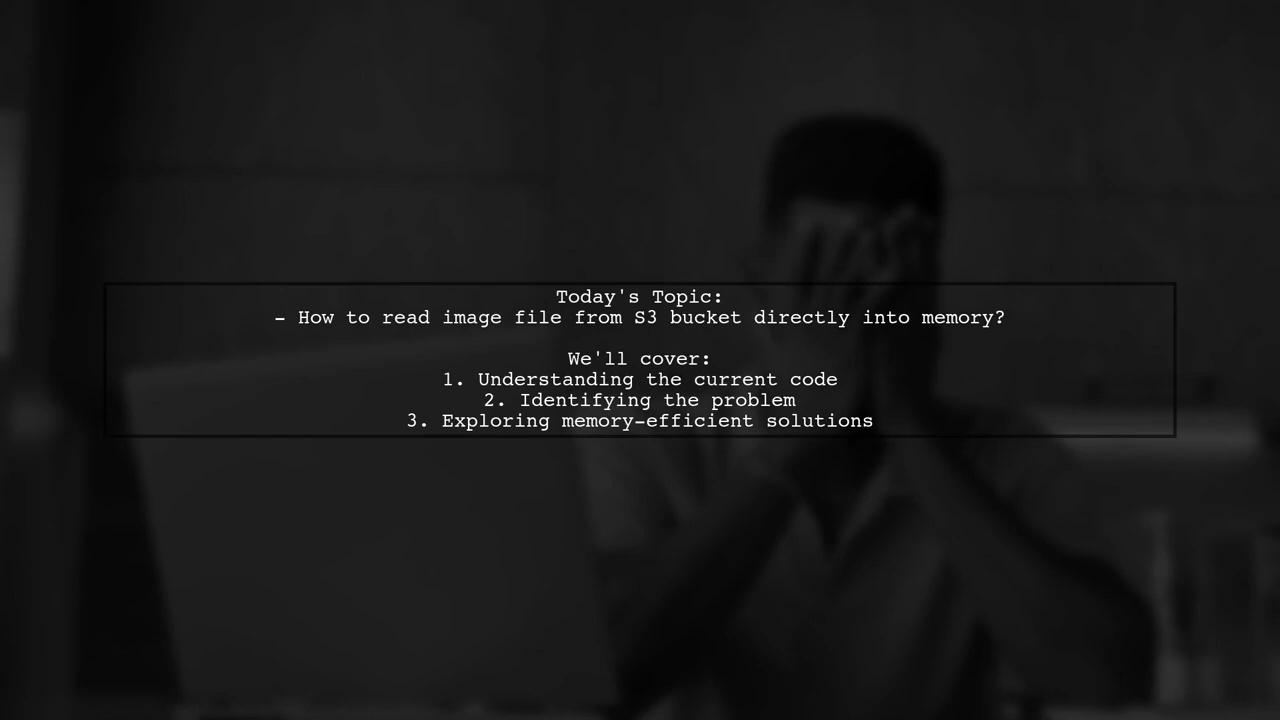 Today's Topic:
- How to read image file from S3 bucket directly into memory?
We'll cover:
1. Understanding the current code
2. Identifying the problem
3. Exploring memory-efficient solutions